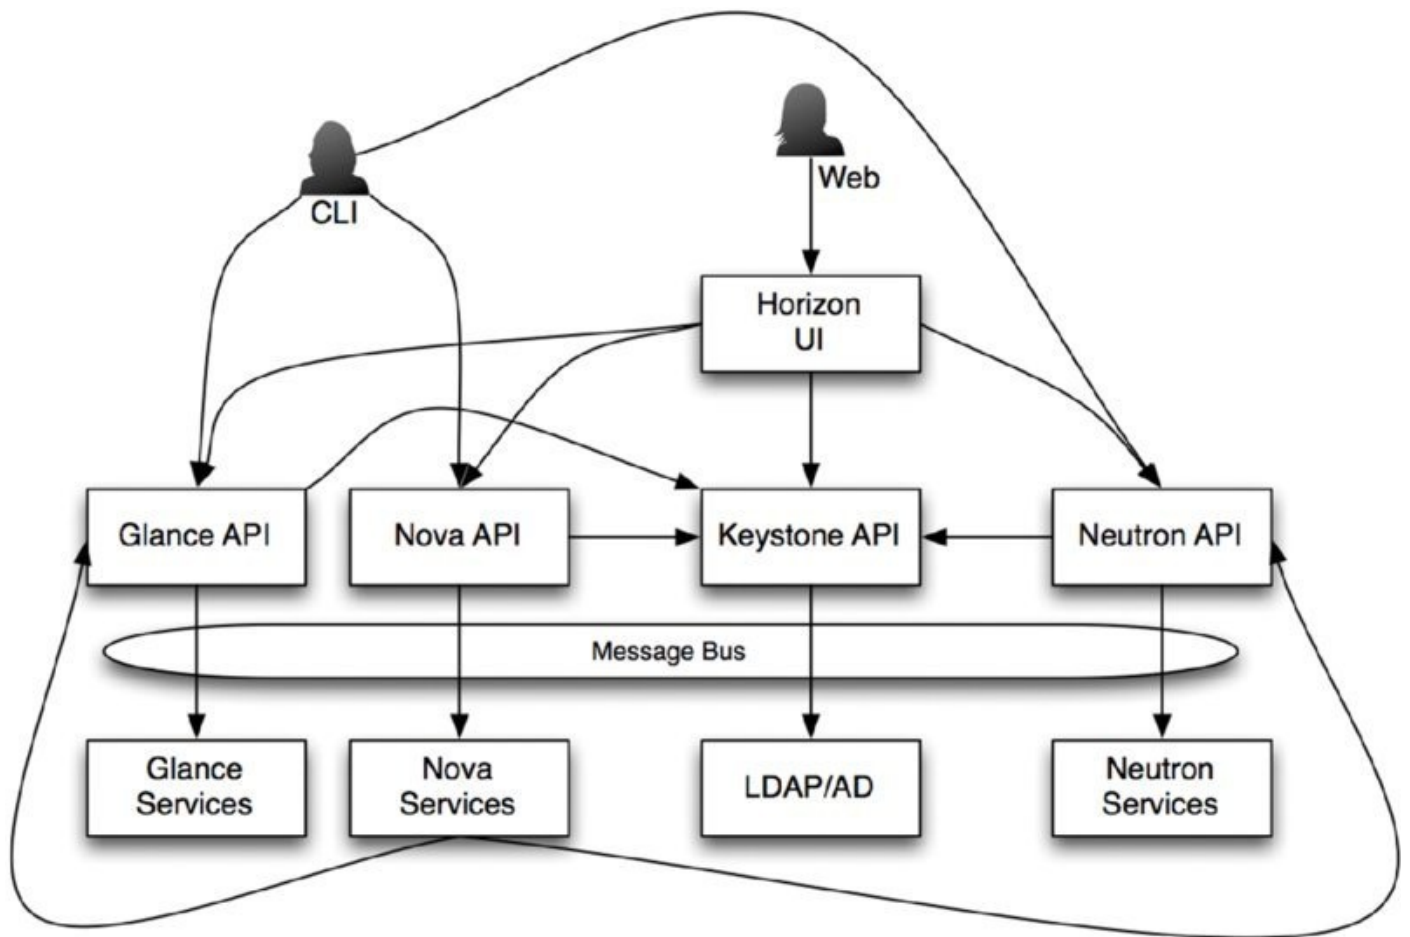 Web
CLI
Horizon
UI
Glance API
Nova API
Keystone API
Neutron API
Message Bus
Glance
Services
Nova
Services
LDAP/AD
Neutron
Services